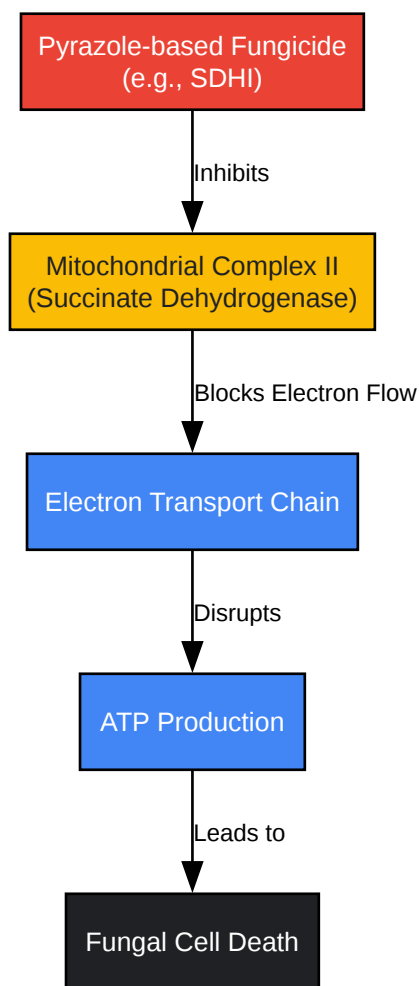 Pyrazole-based Fungicide
(e.g., SDHI)
Inhibits
Mitochondrial Complex II
(Succinate Dehydrogenase)
Blocks Electron Flow
Electron Transport Chain
Disrupts
ATP Production
Leads to
Fungal Cell Death